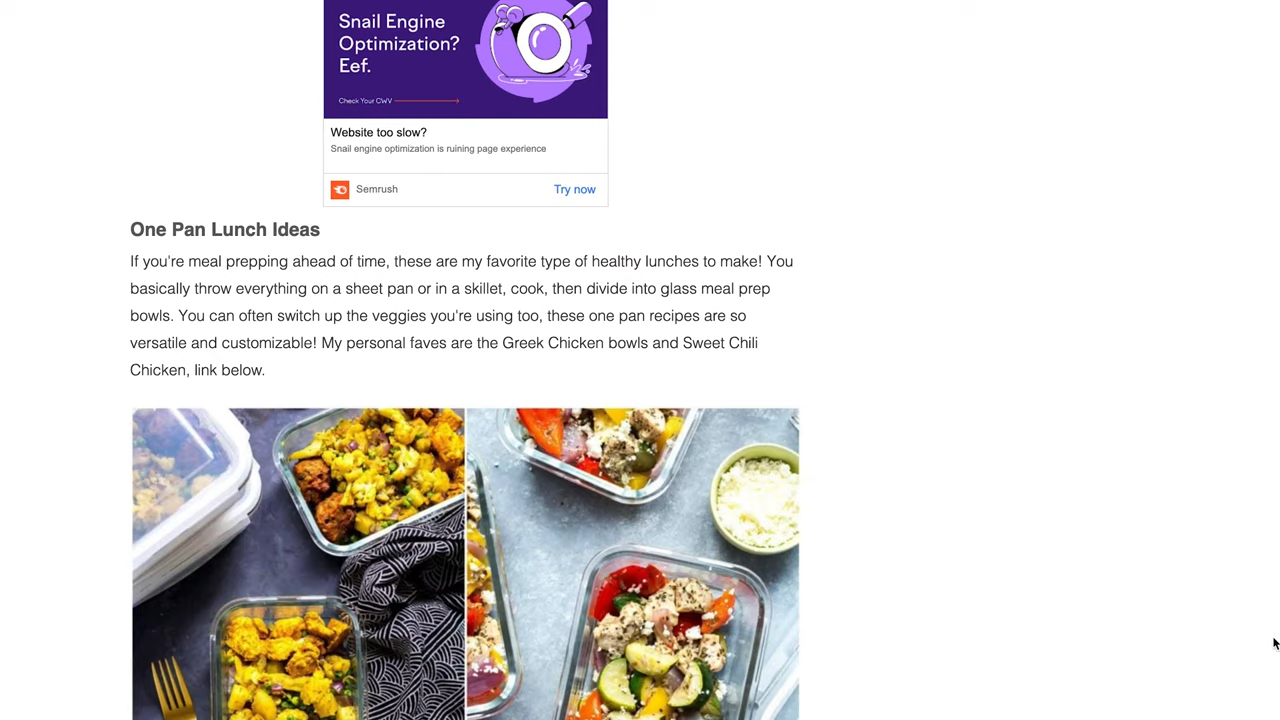 Snail Engine
Optimization?
Eef.
Check Your CWV
Website too slow?
Snail engine optimization is ruining page experience
Semrush
Try now
One Pan Lunch Ideas
If you're meal prepping ahead of time, these are my favorite type of healthy lunches to make! You
basically throw everything on a sheet pan or in a skillet, cook, then divide into glass meal prep
bowls. You can often switch up the veggies you're using too, these one pan recipes are so
versatile and customizable! My personal faves are the Greek Chicken bowls and Sweet Chili
Chicken, link below.